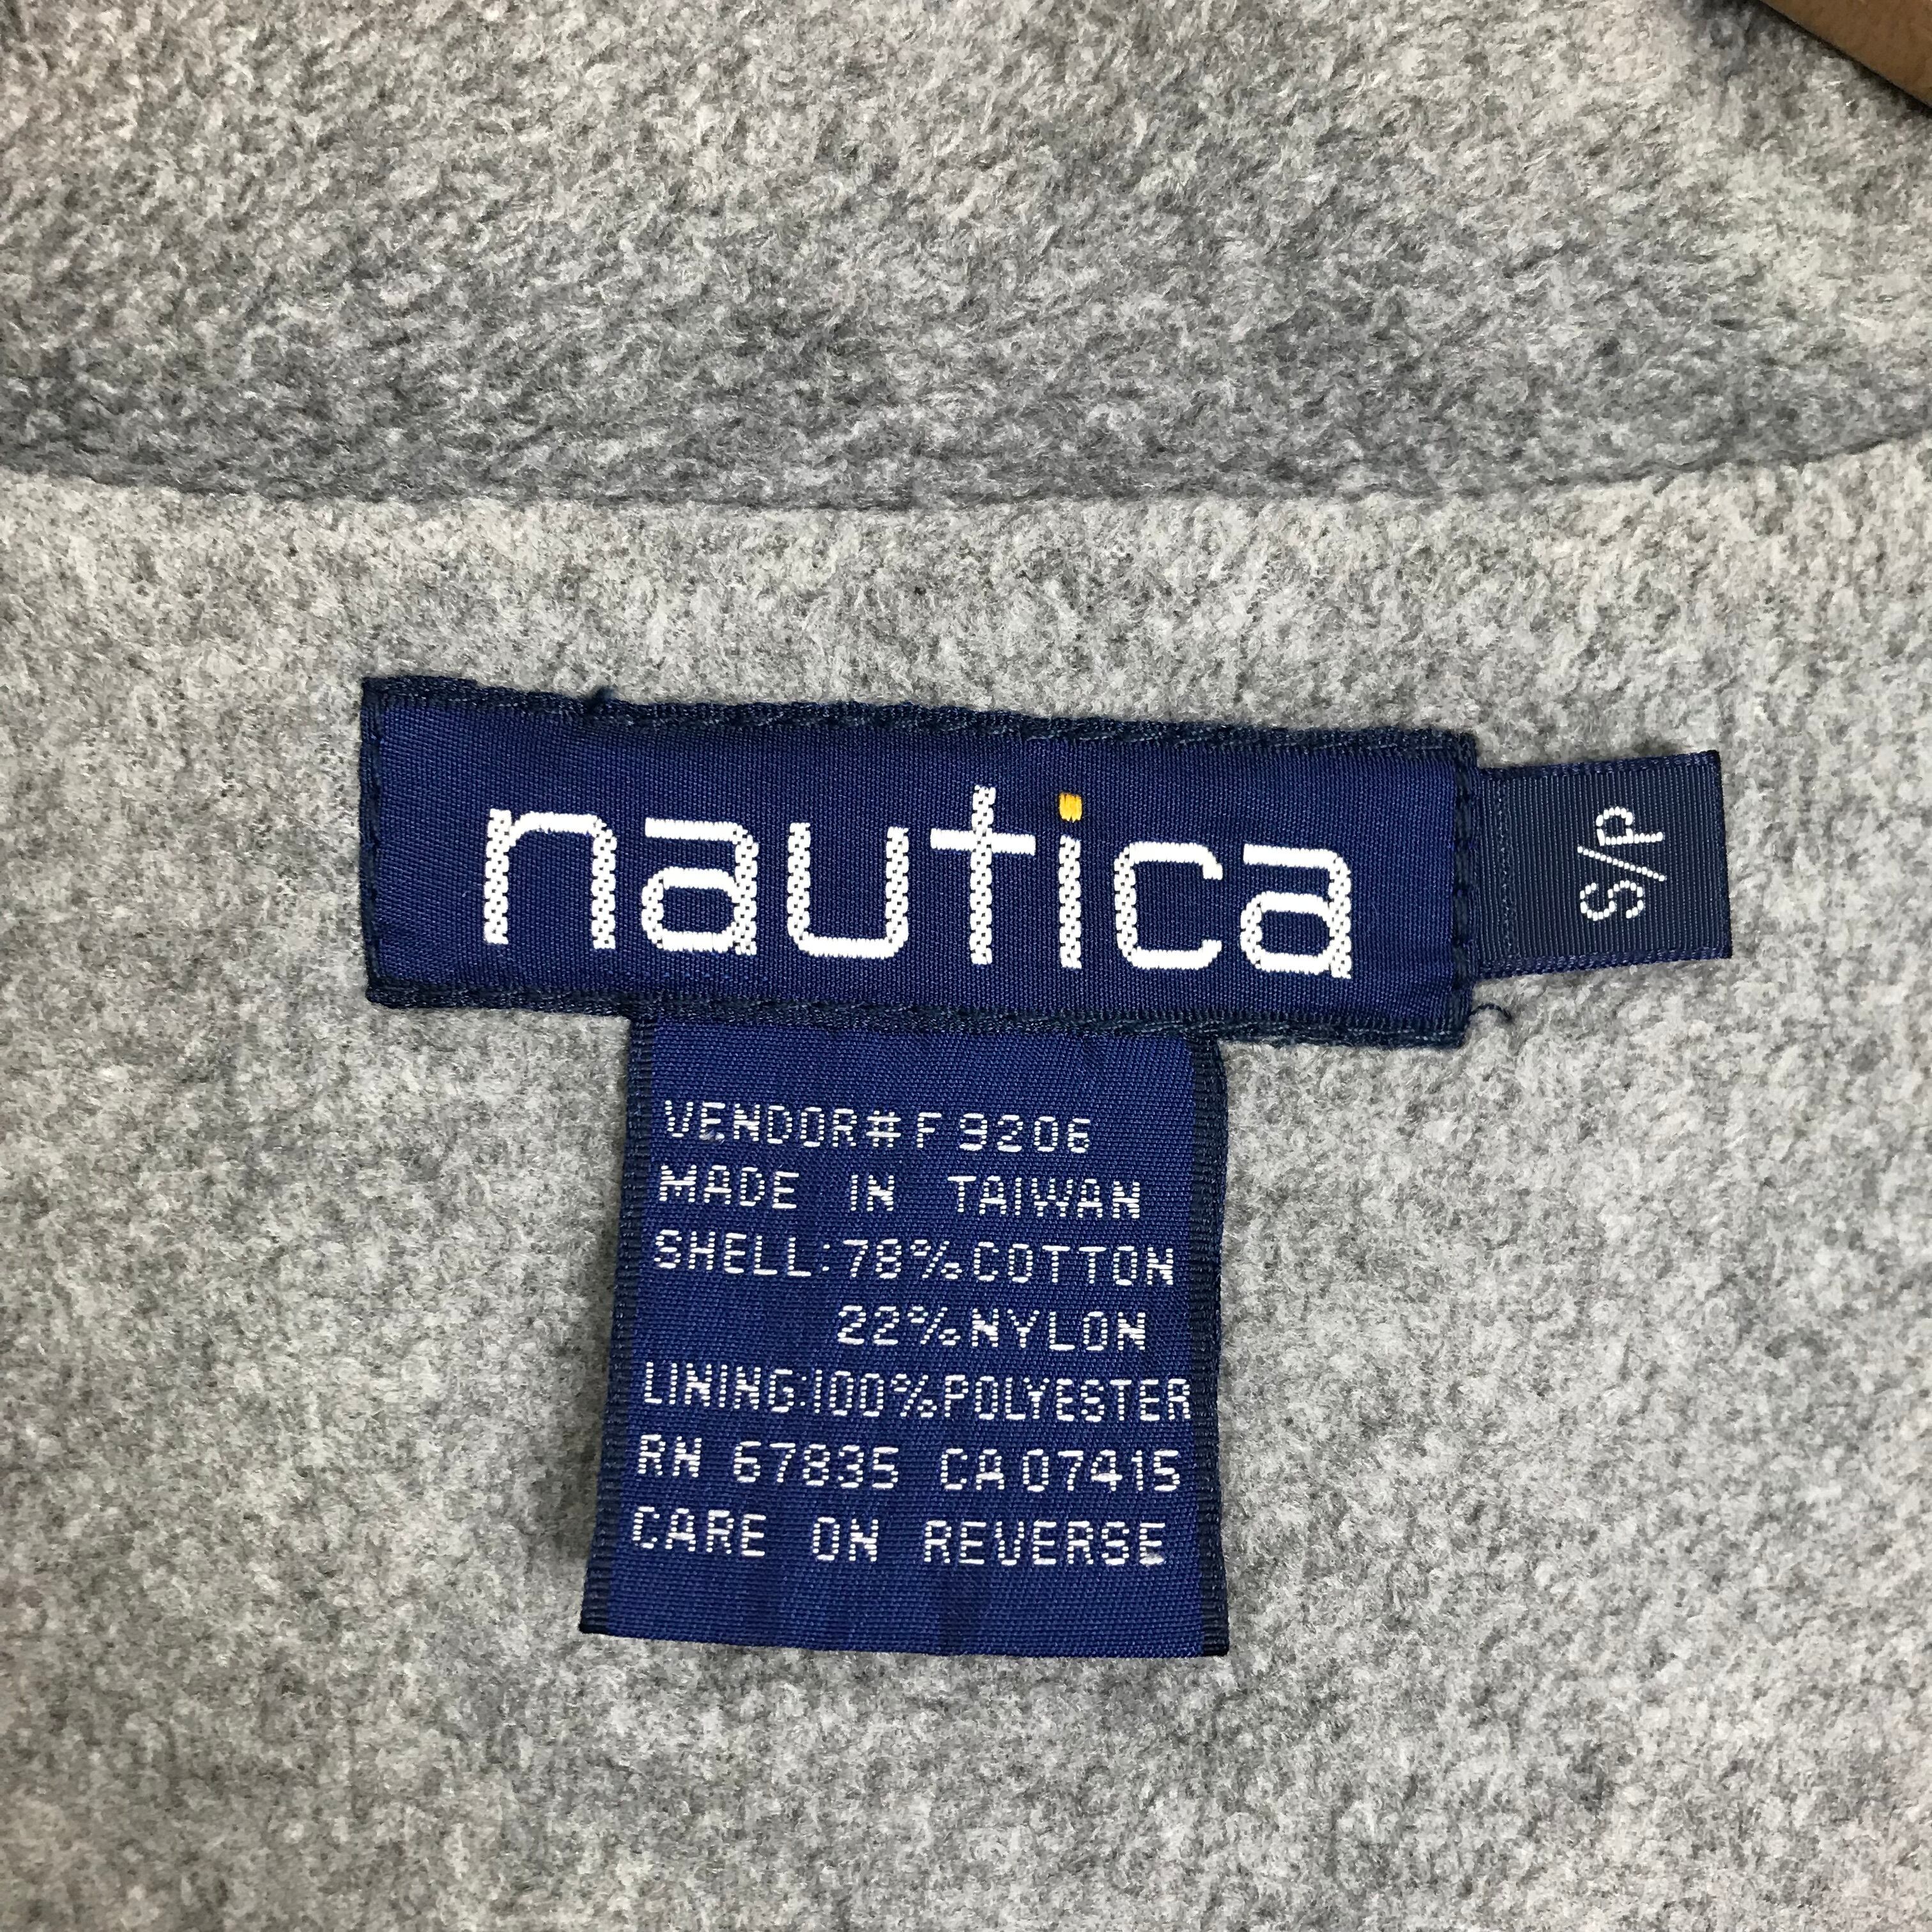 nautica
S/P
VENDOR# F 9206
MADE IN TAIWAN
SHELL: 78% COTTON
22% NYLON
LINING: 100% POLYESTER
RN 67835 CA 07415
CARE ON REVERSE